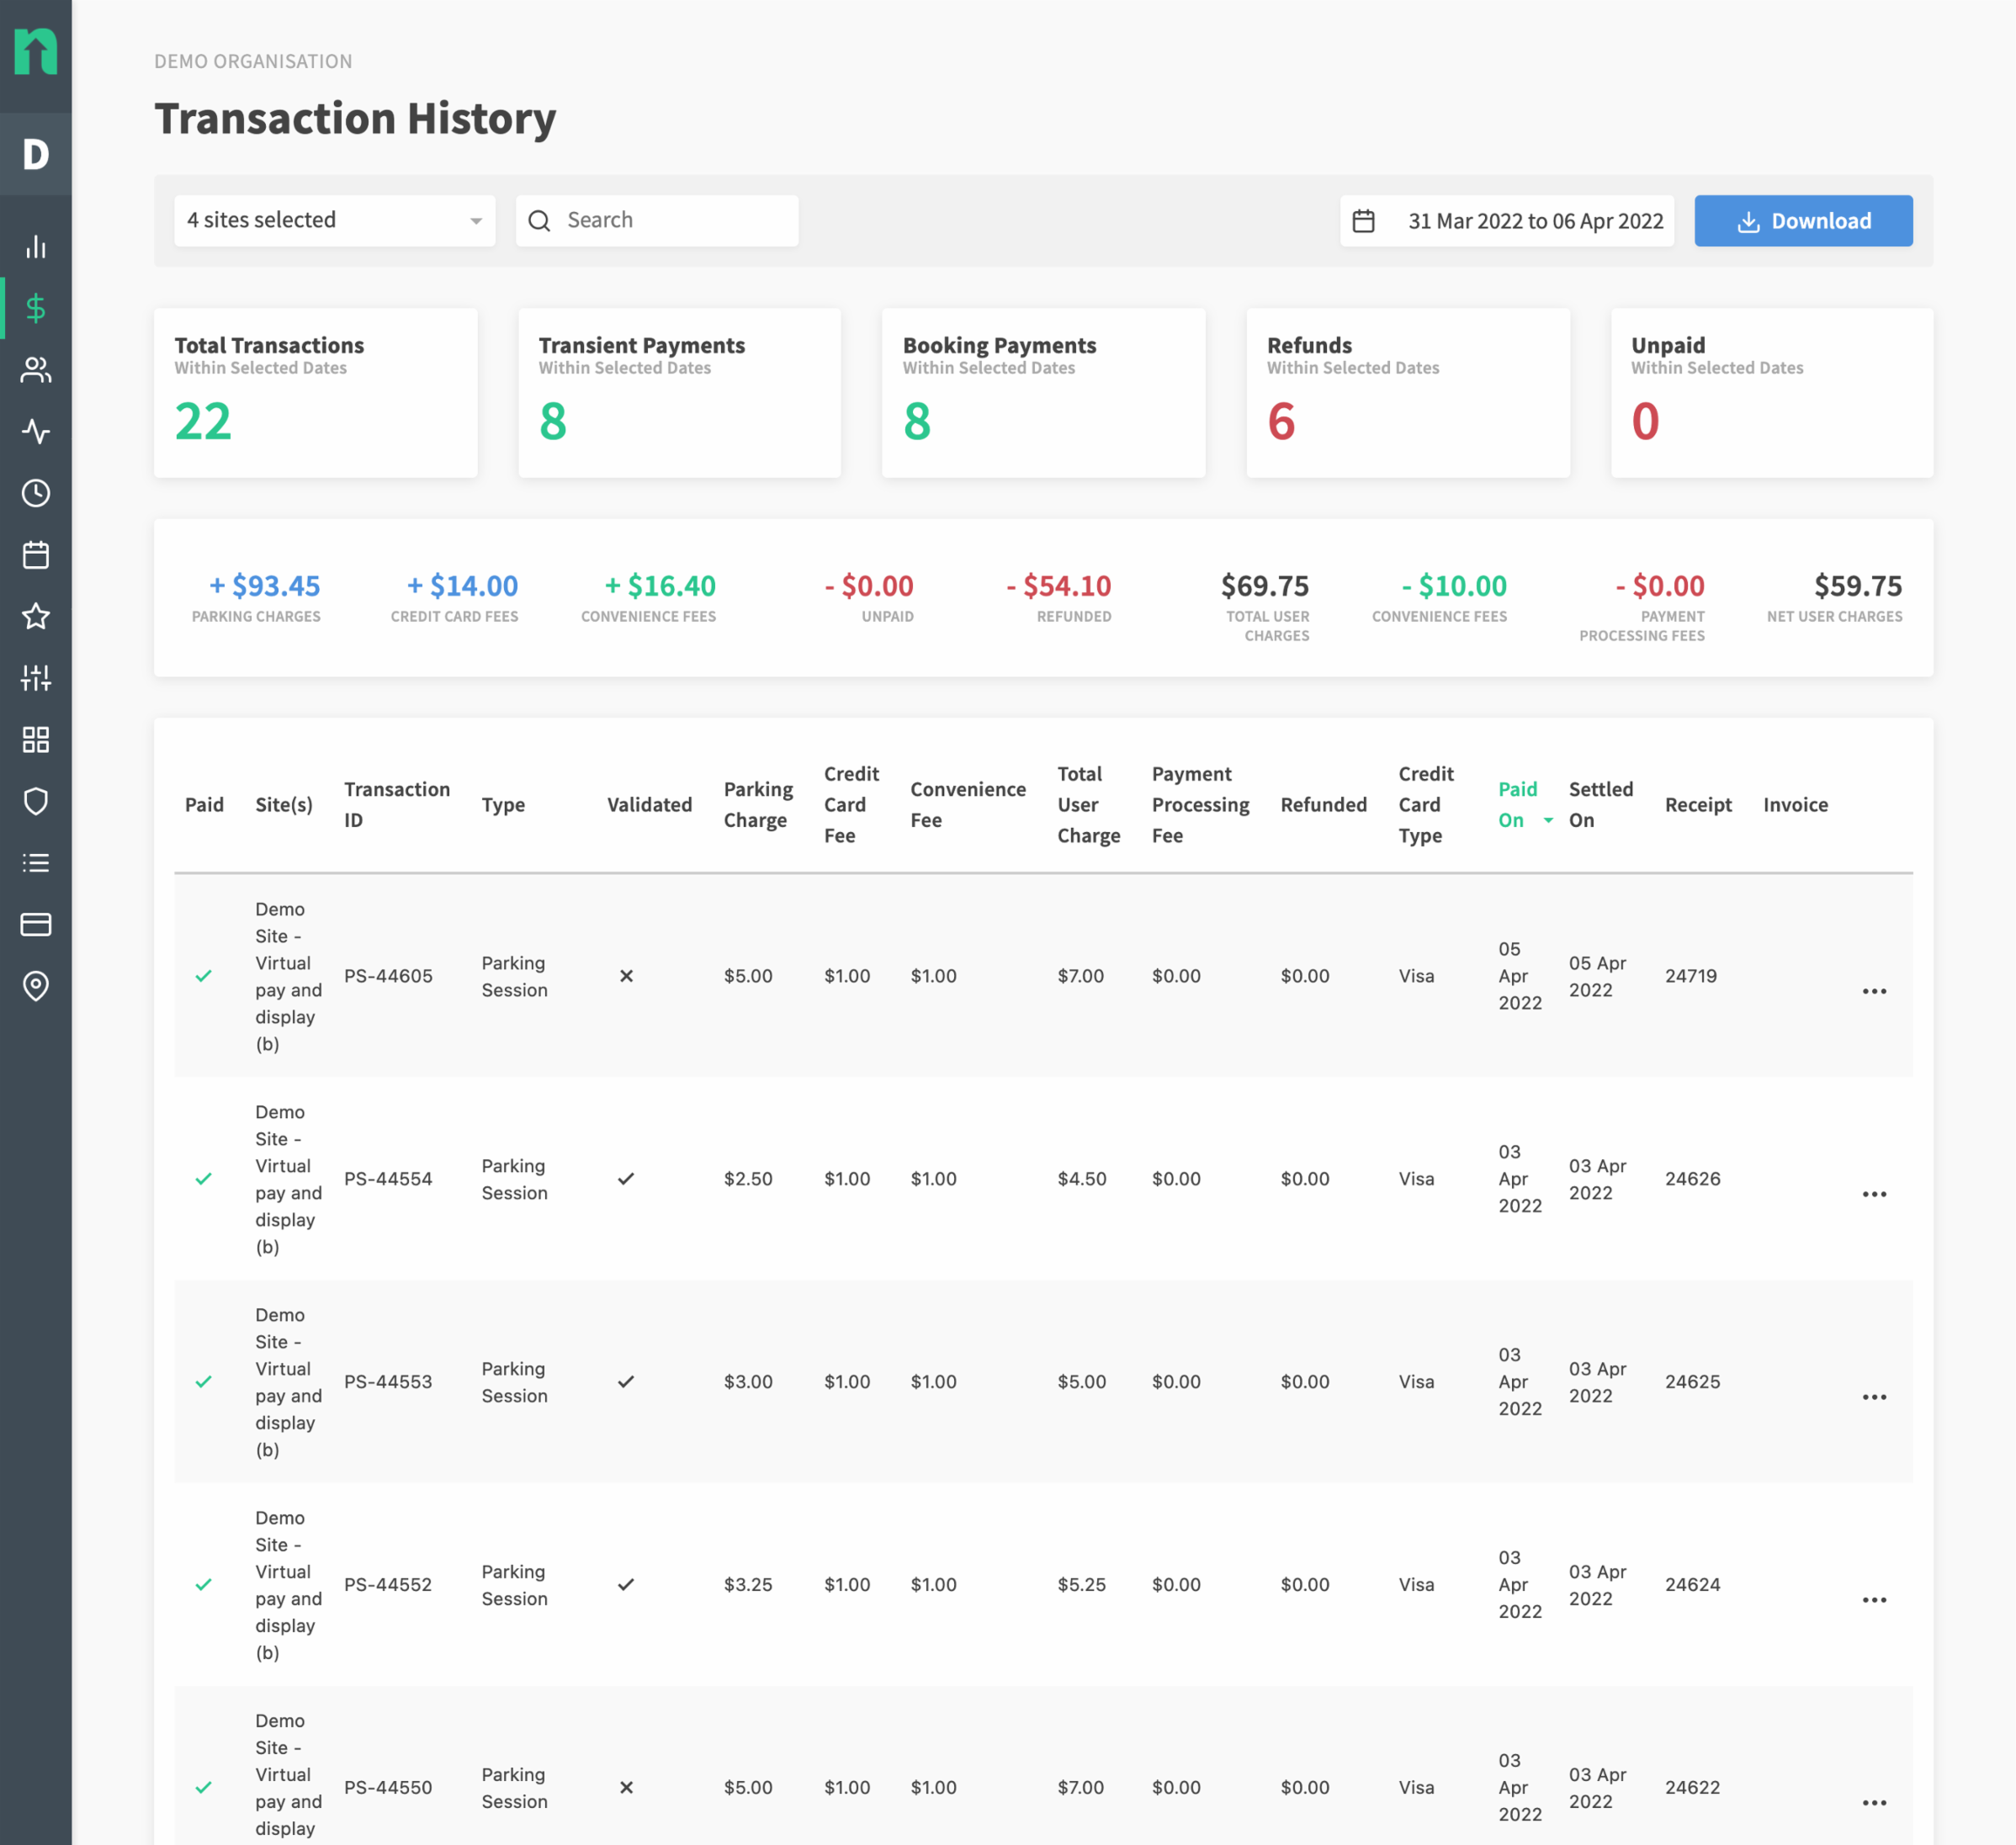 DEMO ORGANISATION
Transaction History
D
4 sites selected
Search
31 Mar 2022 to 06 Apr 2022
Download
Total Transactions
Within Selected Dates
22
Transient Payments
Within Selected Dates
8
Booking Payments
Within Selected Dates
8
Refunds
Within Selected Dates
6
Unpaid
Within Selected Dates
0
+ $93.45
PARKING CHARGES
+ $14.00
CREDIT CARD FEES
+ $16.40
CONVENIENCE FEES
- $0.00
UNPAID
- $54.10
REFUNDED
$69.75
TOTAL USER
CHARGES
- $10.00
CONVENIENCE FEES
- $0.00
PAYMENT
PROCESSING FEES
$59.75
NET USER CHARGES
Paid
Site(s)
Transaction
ID
Type
Validated
Parking
Charge
Credit
Card
Fee
Convenience
Fee
Total
User
Charge
Payment
Processing
Fee
Refunded
Credit
Card
Type
Paid
On
Settled
On
Receipt
Invoice
Demo
Site -
Virtual
pay and
display
(b)
PS-44605
Parking
Session
$5.00
$1.00
$1.00
$7.00
$0.00
$0.00
Visa
05
Apr
2022
05 Apr
2022
24719
Demo
Site -
Virtual
pay and
display
(b)
PS-44554
Parking
Session
$2.50
$1.00
$1.00
$4.50
$0.00
$0.00
Visa
03
Apr
2022
03 Apr
2022
24626
Demo
Site -
Virtual
pay and
display
(b)
PS-44553
Parking
Session
$3.00
$1.00
$1.00
$5.00
$0.00
$0.00
Visa
03
Apr
2022
03 Apr
2022
24625
Demo
Site -
Virtual
pay and
display
(b)
PS-44552
Parking
Session
$3.25
$1.00
$1.00
$5.25
$0.00
$0.00
Visa
03
Apr
2022
03 Apr
2022
24624
Demo
Site -
Virtual
pay and
display
PS-44550
Parking
Session
$5.00
$1.00
$1.00
$7.00
$0.00
$0.00
Visa
03
Apr
2022
03 Apr
2022
24622